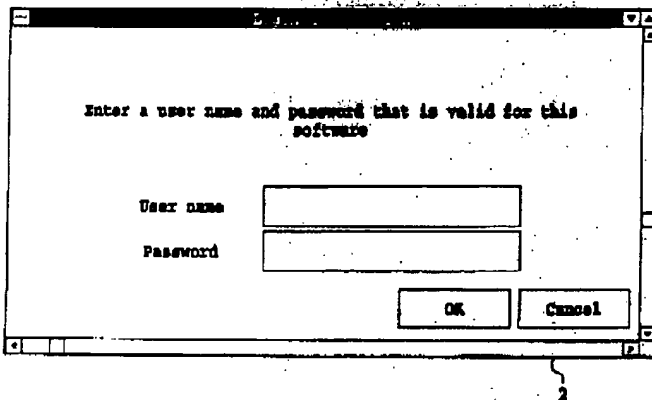 Enter a user name and password that is valid for this
software
User name
Password
OK
Cancel
2